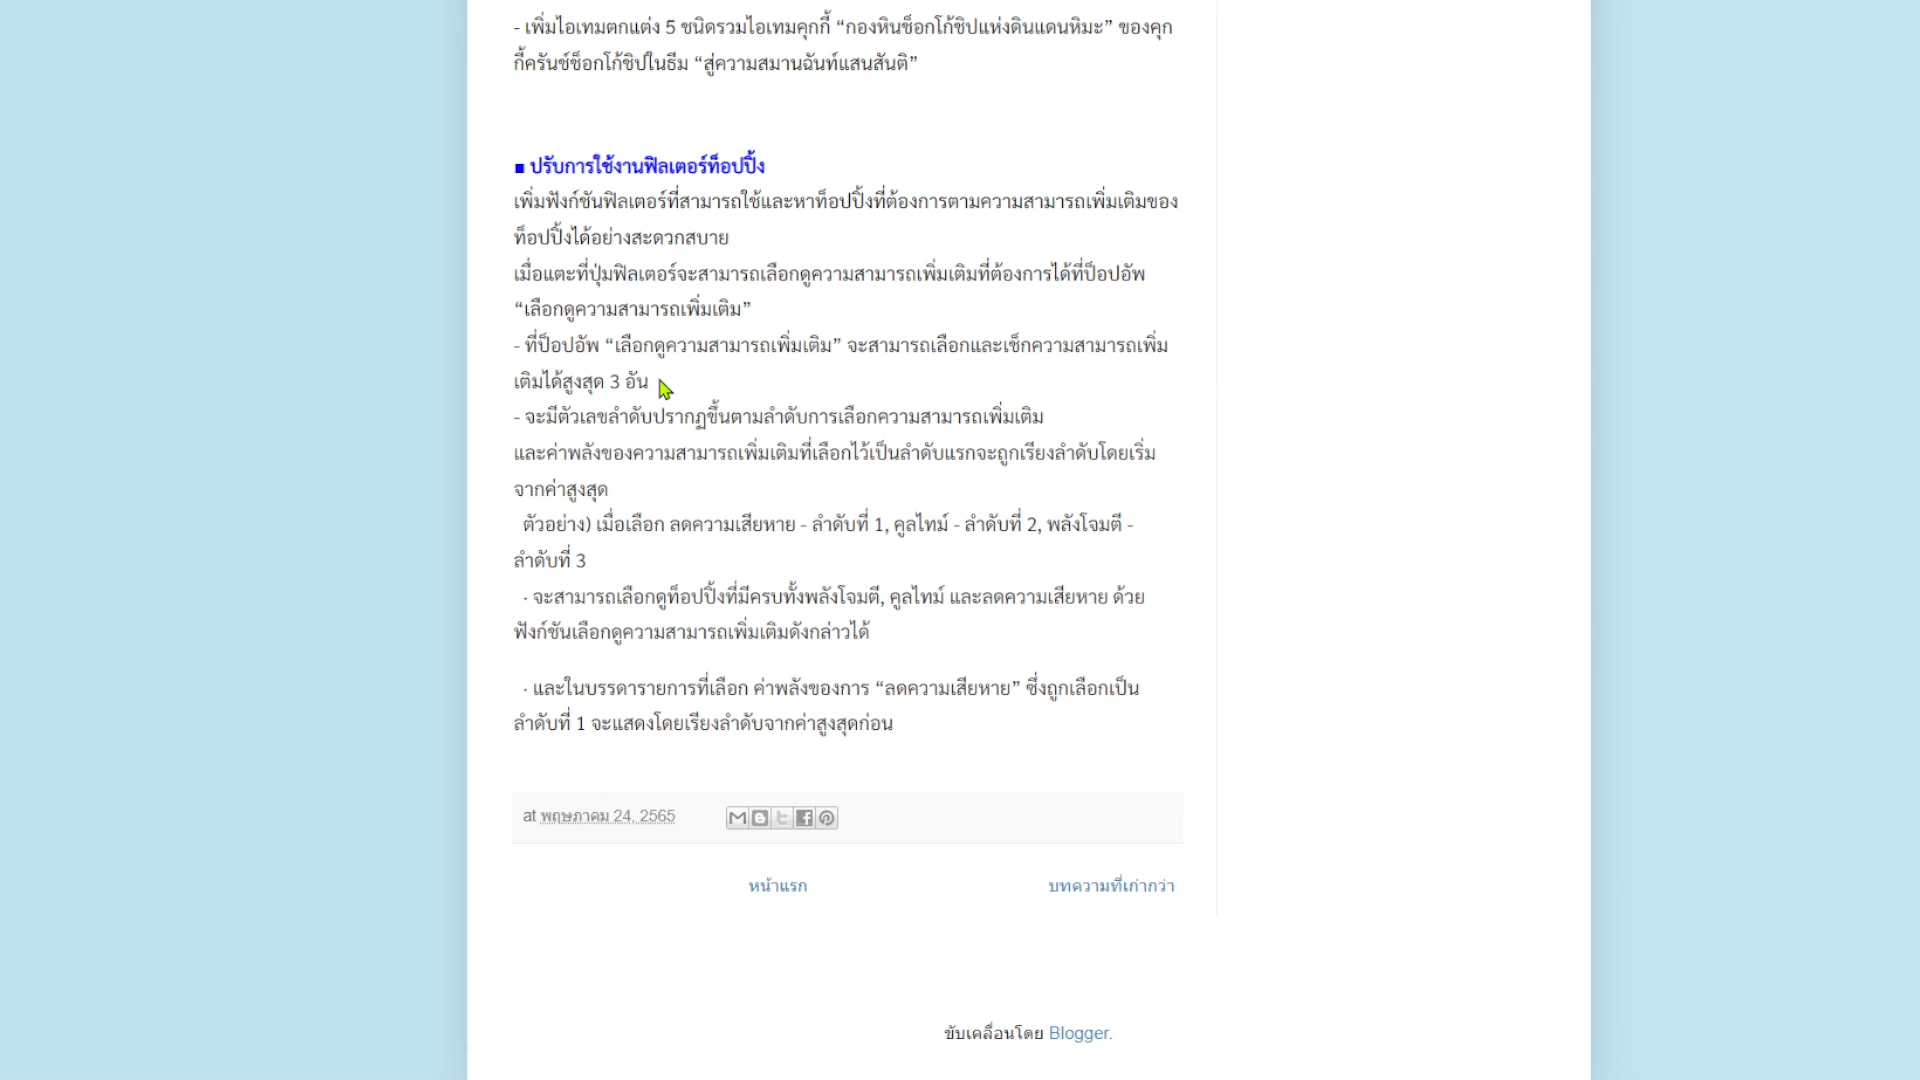 - เพิ่มไอเทมตกแต่ง 5 ชนิดรวมไอเทมคุกกี้ “กองหินช็อกโก้ชิปแห่งดินแดนหิมะ” ของคุก
กี้ครันช์ช็อกโก้ชิปในธีม “สู่ความสมานฉันท์แสนสันติ”
■ ปรับการใช้งานฟิลเตอร์ท็อปปิ้ง
เพิ่มฟังก์ชันฟิลเตอร์ที่สามารถใช้และหาท็อปปิ้งที่ต้องการตามความสามารถเพิ่มเติมของ
ท็อปปิ้งได้อย่างสะดวกสบาย
เมื่อแตะที่ปุ่มฟิลเตอร์จะสามารถเลือกดูความสามารถเพิ่มเติมที่ต้องการได้ที่ป็อปอัพ
“เลือกดูความสามารถเพิ่มเติม”
- ที่ป็อปอัพ “เลือกดูความสามารถเพิ่มเติม” จะสามารถเลือกและเช็กความสามารถเพิ่ม
เติมได้สูงสุด 3 อัน
- จะมีตัวเลขลำดับปรากฏขึ้นตามลำดับการเลือกความสามารถเพิ่มเติม
และค่าพลังของความสามารถเพิ่มเติมที่เลือกไว้เป็นลำดับแรกจะถูกเรียงลำดับโดยเริ่ม
จากค่าสูงสุด
ตัวอย่าง) เมื่อเลือก ลดความเสียหาย - ลำดับที่ 1, คูลไทม์ - ลำดับที่ 2, พลังโจมตี -
ลำดับที่ 3
· จะสามารถเลือกดูท็อปปิ้งที่มีครบทั้งพลังโจมตี, คูลไทม์ และลดความเสียหาย ด้วย
ฟังก์ชันเลือกดูความสามารถเพิ่มเติมดังกล่าวได้
· และในบรรดารายการที่เลือก ค่าพลังของการ “ลดความเสียหาย” ซึ่งถูกเลือกเป็น
ลำดับที่ 1 จะแสดงโดยเรียงลำดับจากค่าสูงสุดก่อน
at พฤษภาคม 24, 2565
หน้าแรก
บทความที่เก่ากว่า
ขับเคลื่อนโดย Blogger.